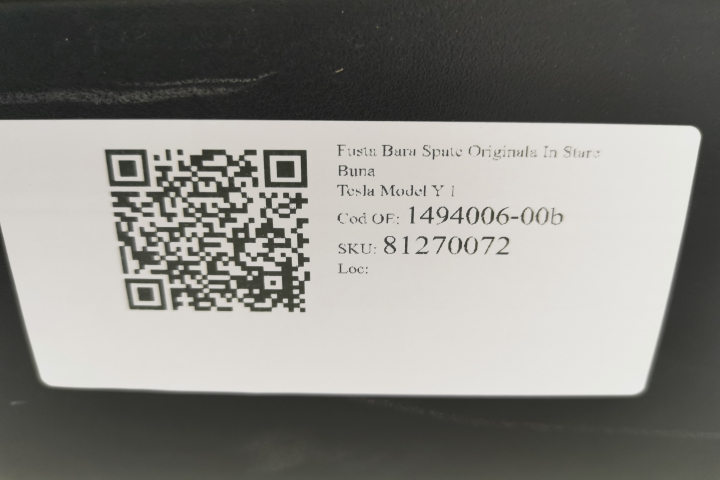 Fusta Bara Spate Originala In Stare
Buna
Tesla Model Y 1
Cod OE: 1494006-00b
SKU: 81270072
Loc: